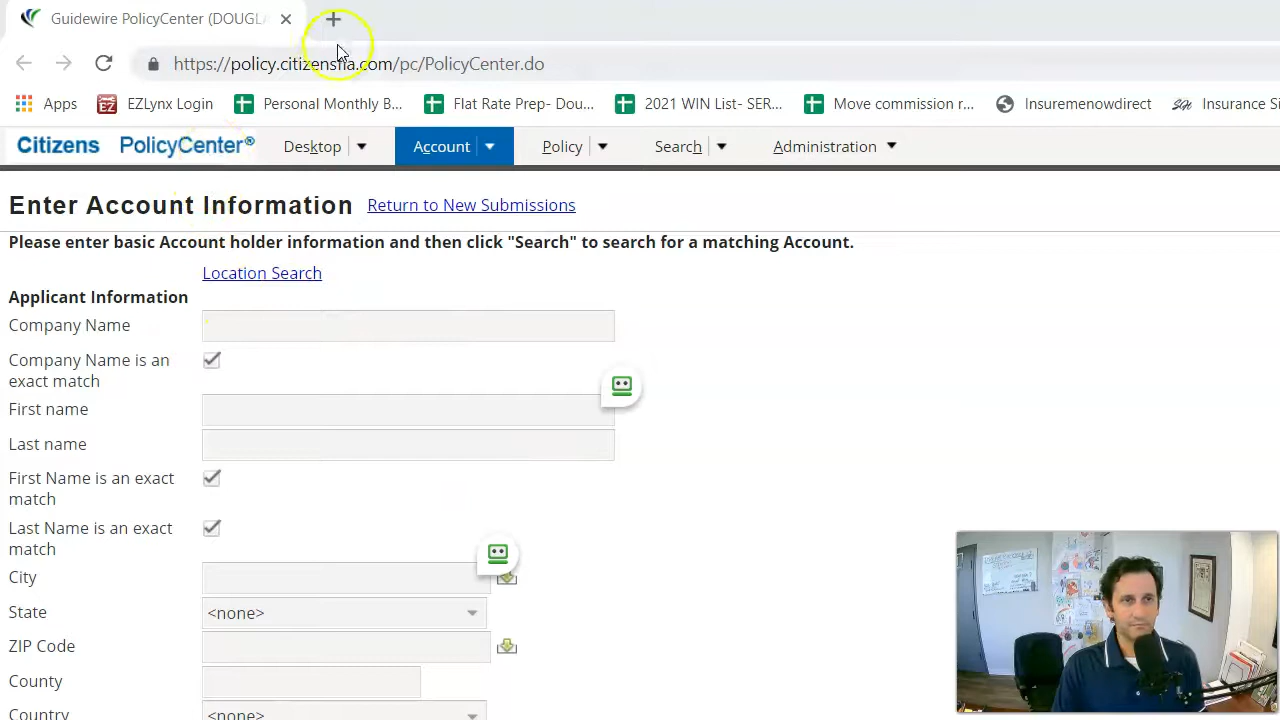 Guidewire PolicyCenter (DOUGLA
https://policy.citizensfla.com/pc/PolicyCenter.do
Apps EZLynx Login Personal Monthly B... Flat Rate Prep- Dou... 2021 WIN List- SER... Move commission r... Insuremenowdirect Insurance S
Citizens PolicyCenter® Desktop Account Policy Search Administration
Enter Account Information Return to New Submissions
Please enter basic Account holder information and then click "Search" to search for a matching Account.
Location Search
Applicant Information
Company Name
Company Name is an
exact match
First name
Last name
First Name is an exact
match
Last Name is an exact
match
City
State <none>
ZIP Code
County
Country <none>